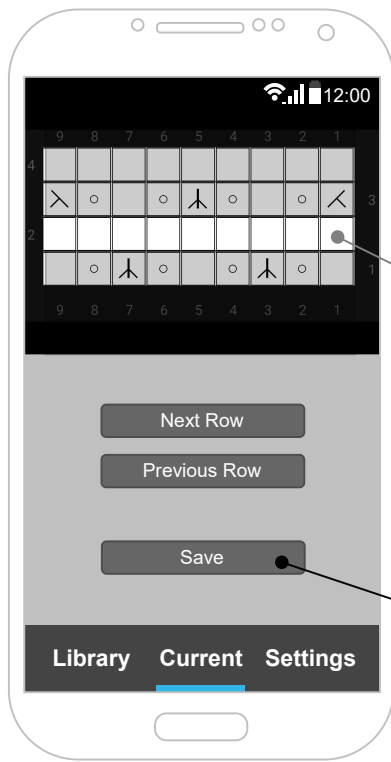 12:00
9 8 7 6 5 4 3 2 1
4
3
2
1
9 8 7 6 5 4 3 2 1
Next Row
Previous Row
Save
Library Current Settings